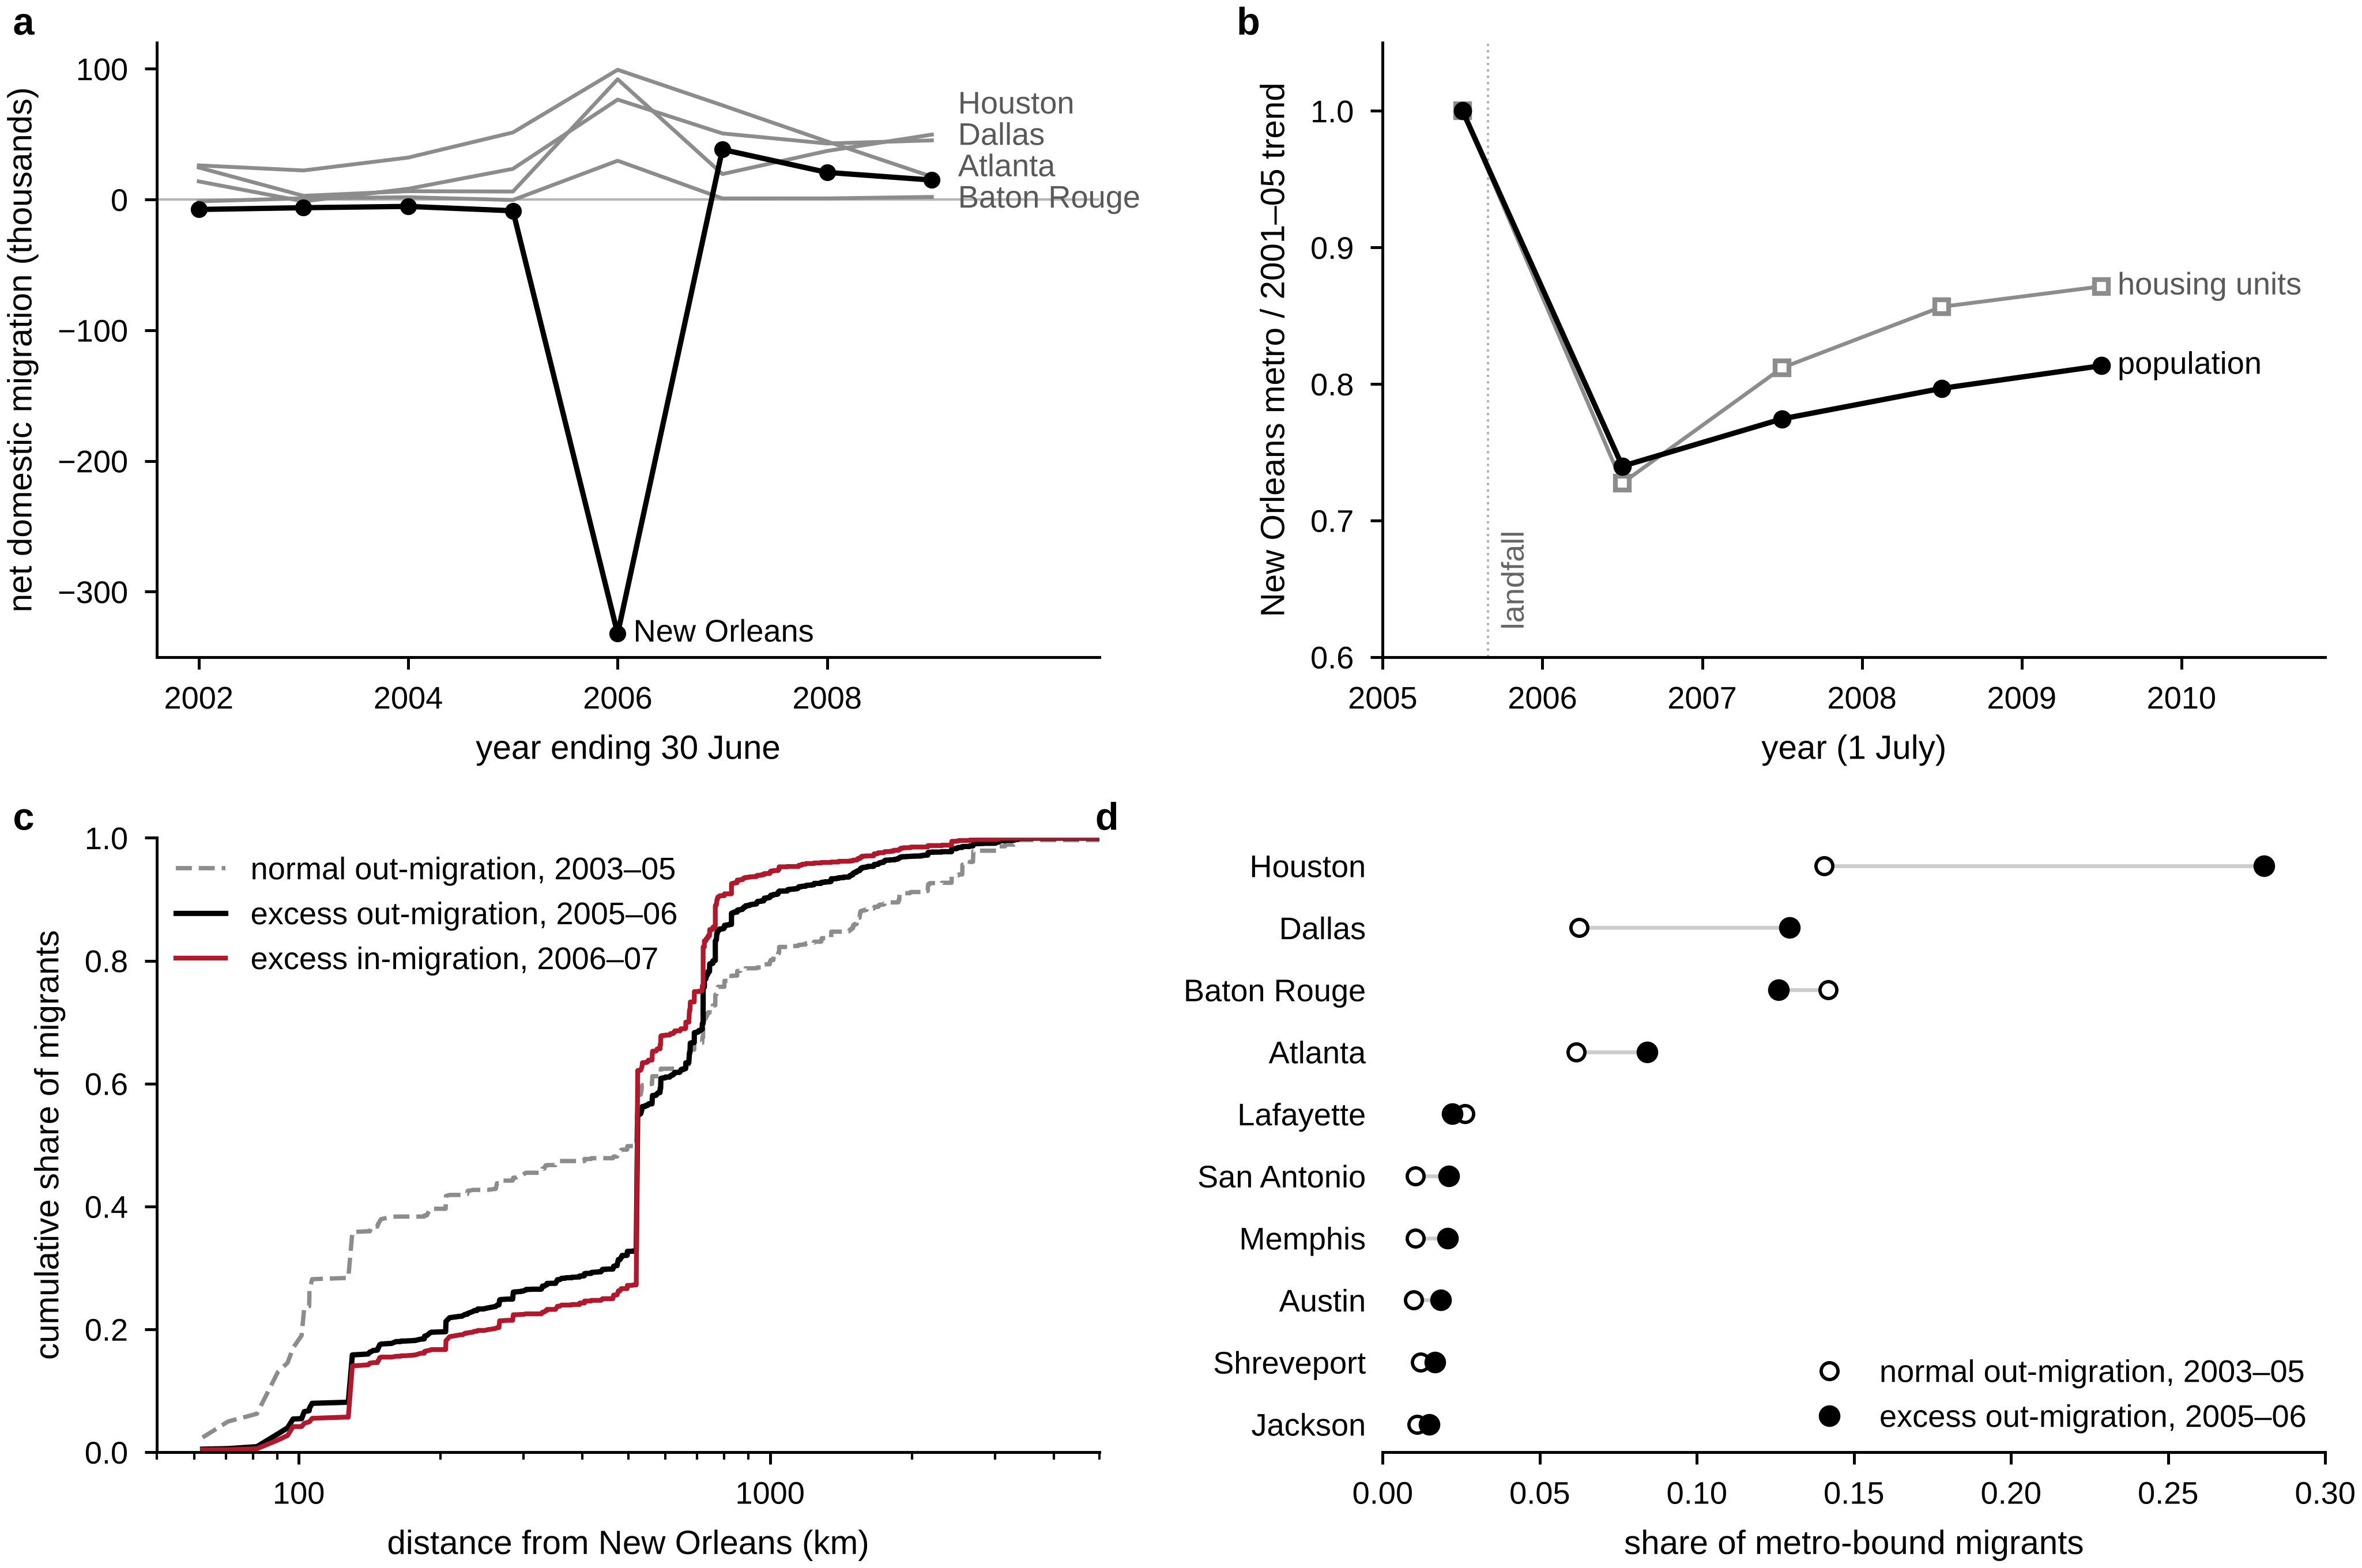 a
net domestic migration (thousands)
100
0
−100
−200
−300
Houston
Dallas
Atlanta
Baton Rouge
New Orleans
2002
2004
2006
2008
year ending 30 June
b
New Orleans metro / 2001–05 trend
1.0
0.9
0.8
0.7
0.6
housing units
population
landfall
2005
2006
2007
2008
2009
2010
year (1 July)
c
cumulative share of migrants
1.0
0.8
0.6
0.4
0.2
0.0
normal out-migration, 2003–05
excess out-migration, 2005–06
excess in-migration, 2006–07
100
1000
distance from New Orleans (km)
d
Houston
Dallas
Baton Rouge
Atlanta
Lafayette
San Antonio
Memphis
Austin
Shreveport
Jackson
normal out-migration, 2003–05
excess out-migration, 2005–06
0.00
0.05
0.10
0.15
0.20
0.25
0.30
share of metro-bound migrants